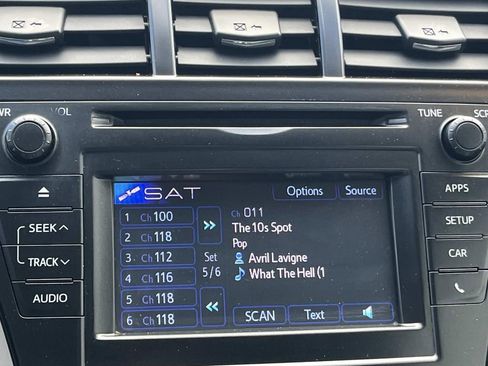 PWR VOL
TUNE SCR
SAT
Options Source
1 Ch 100
2 Ch 118
3 Ch 112
4 Ch 116
5 Ch 118
6 Ch 118
Set
5/6
Ch 011
The 10s Spot
Pop
Avril Lavigne
What The Hell (1
SCAN Text
SEEK
TRACK
AUDIO
APPS
SETUP
CAR